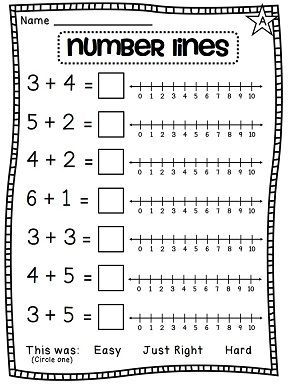 Name
A
NUMBER LINES
3 + 4 =
0 1 2 3 4 5 6 7 8 9 10
5 + 2 =
0 1 2 3 4 5 6 7 8 9 10
4 + 2 =
0 1 2 3 4 5 6 7 8 9 10
6 + 1 =
0 1 2 3 4 5 6 7 8 9 10
3 + 3 =
0 1 2 3 4 5 6 7 8 9 10
4 + 5 =
0 1 2 3 4 5 6 7 8 9 10
3 + 5 =
0 1 2 3 4 5 6 7 8 9 10
This was: Easy Just Right Hard
(Circle one)